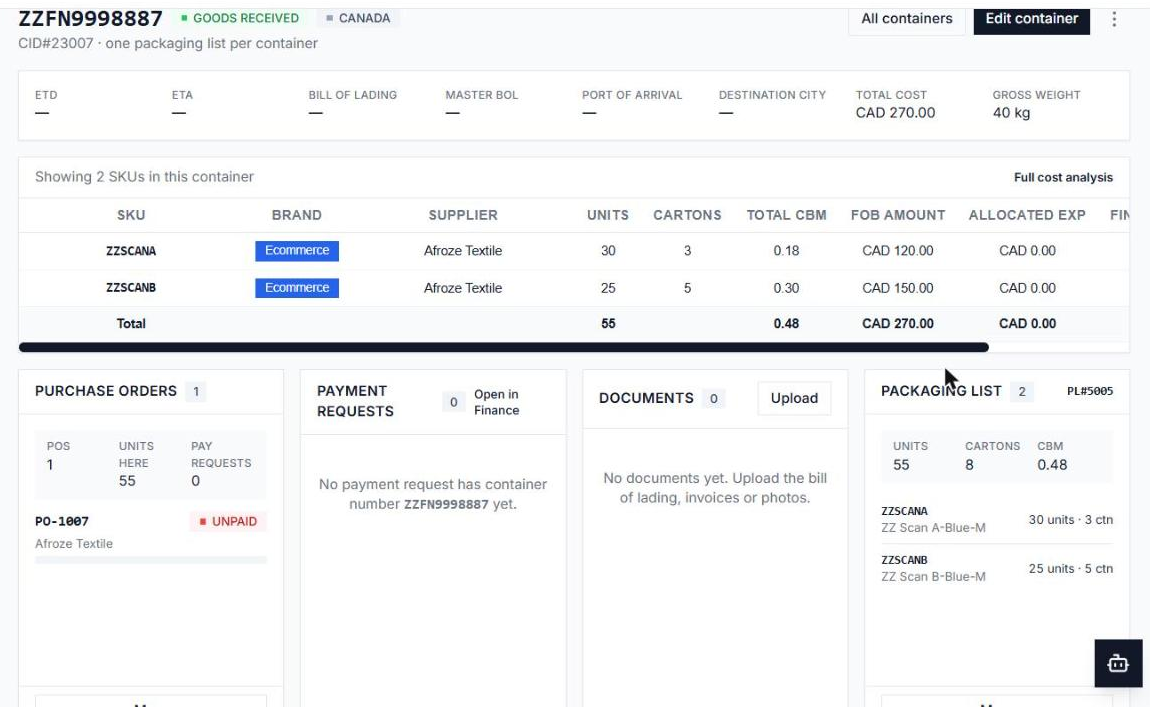 ZZFN9998887 GOODS RECEIVED CANADA All containers Edit container
CID#23007 · one packaging list per container
ETD ETA BILL OF LADING MASTER BOL PORT OF ARRIVAL DESTINATION CITY TOTAL COST GROSS WEIGHT
— — — — — — CAD 270.00 40 kg
Showing 2 SKUs in this container Full cost analysis
SKU BRAND SUPPLIER UNITS CARTONS TOTAL CBM FOB AMOUNT ALLOCATED EXP FIN
ZZSCANA Ecommerce Afroze Textile 30 3 0.18 CAD 120.00 CAD 0.00
ZZSCANB Ecommerce Afroze Textile 25 5 0.30 CAD 150.00 CAD 0.00
Total 55 0.48 CAD 270.00 CAD 0.00
PURCHASE ORDERS 1
POS
1
UNITS
HERE
55
PAY
REQUESTS
0
PO-1007 UNPAID
Afroze Textile
PAYMENT
REQUESTS
0
Open in
Finance
No payment request has container
number ZZFN9998887 yet.
DOCUMENTS 0 Upload
No documents yet. Upload the bill
of lading, invoices or photos.
PACKAGING LIST 2 PL#5005
UNITS CARTONS CBM
55 8 0.48
ZZSCANA
ZZ Scan A-Blue-M
30 units · 3 ctn
ZZSCANB
ZZ Scan B-Blue-M
25 units · 5 ctn